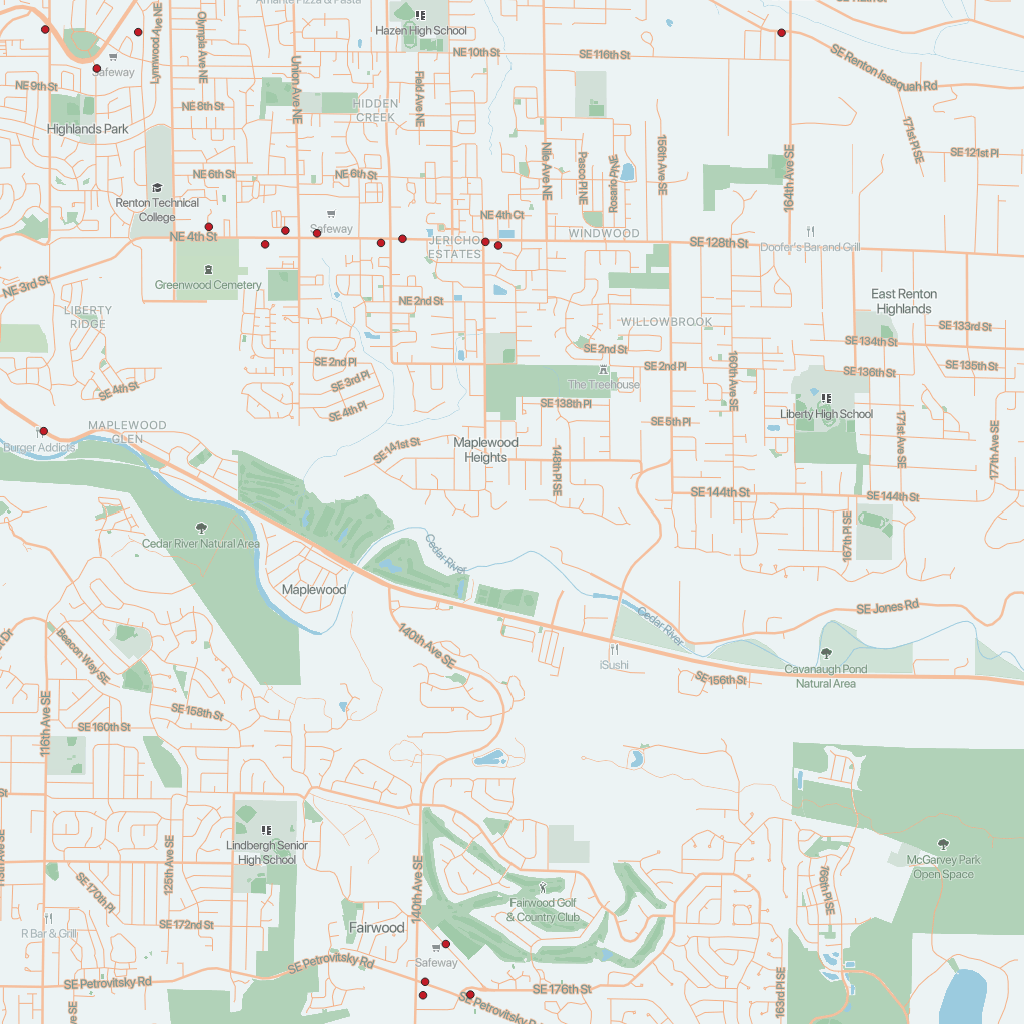 Amante Pizza & Pasta
Hazen High School
NE 10th St
SE 116th St
SE Renton Issaquah Rd
Lynnwood Ave NE
Olympia Ave NE
Union Ave NE
Field Ave NE
Safeway
NE 9th St
NE 8th St
HIDDEN
CREEK
Highlands Park
Nile Ave NE
Pasco Pl NE
Rosario Pl NE
156th Ave SE
164th Ave SE
171st Pl SE
SE 121st Pl
NE 6th St
NE 6th St
Renton Technical
College
NE 4th St
Safeway
NE 4th Ct
JERICHO
ESTATES
WINDWOOD
SE 128th St
Doofer's Bar and Grill
NE 3rd St
Greenwood Cemetery
NE 2nd St
LIBERTY
RIDGE
WILLOWBROOK
East Renton
Highlands
SE 133rd St
SE 134th St
SE 135th St
SE 136th St
SE 2nd St
SE 2nd Pl
SE 2nd Pl
SE 3rd Pl
SE 4th St
SE 4th Pl
The Treehouse
160th Ave SE
SE 138th Pl
SE 5th Pl
Liberty High School
171st Ave SE
177th Ave SE
MAPLEWOOD
GLEN
Burger Addicts
SE 141st St
Maplewood
Heights
148th Pl SE
SE 144th St
SE 144th St
167th Pl SE
Cedar River Natural Area
Cedar River
Maplewood
Cedar River
SE Jones Rd
140th Ave SE
Beacon Way SE
iSushi
Cavanaugh Pond
Natural Area
SE 156th St
116th Ave SE
SE 158th St
SE 160th St
Lindbergh Senior
High School
McGarvey Park
Open Space
125th Ave SE
SE 170th Pl
140th Ave SE
Fairwood Golf
& Country Club
R Bar & Grill
SE 172nd St
Fairwood
Safeway
SE Petrovitsky Rd
SE Petrovitsky Rd
SE 176th St
163rd Pl SE